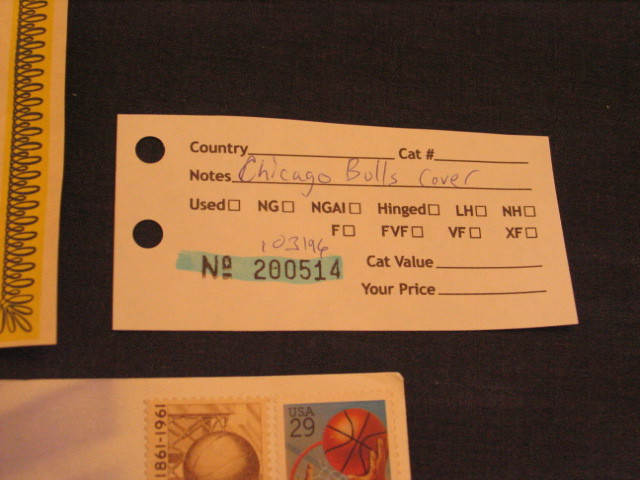 Country Cat #
Notes Chicago Bulls cover
Used NG NGAI Hinged LH NH
F FVF VF XF
103196
Nº 200514
Cat Value
Your Price
1861-1961
USA
29